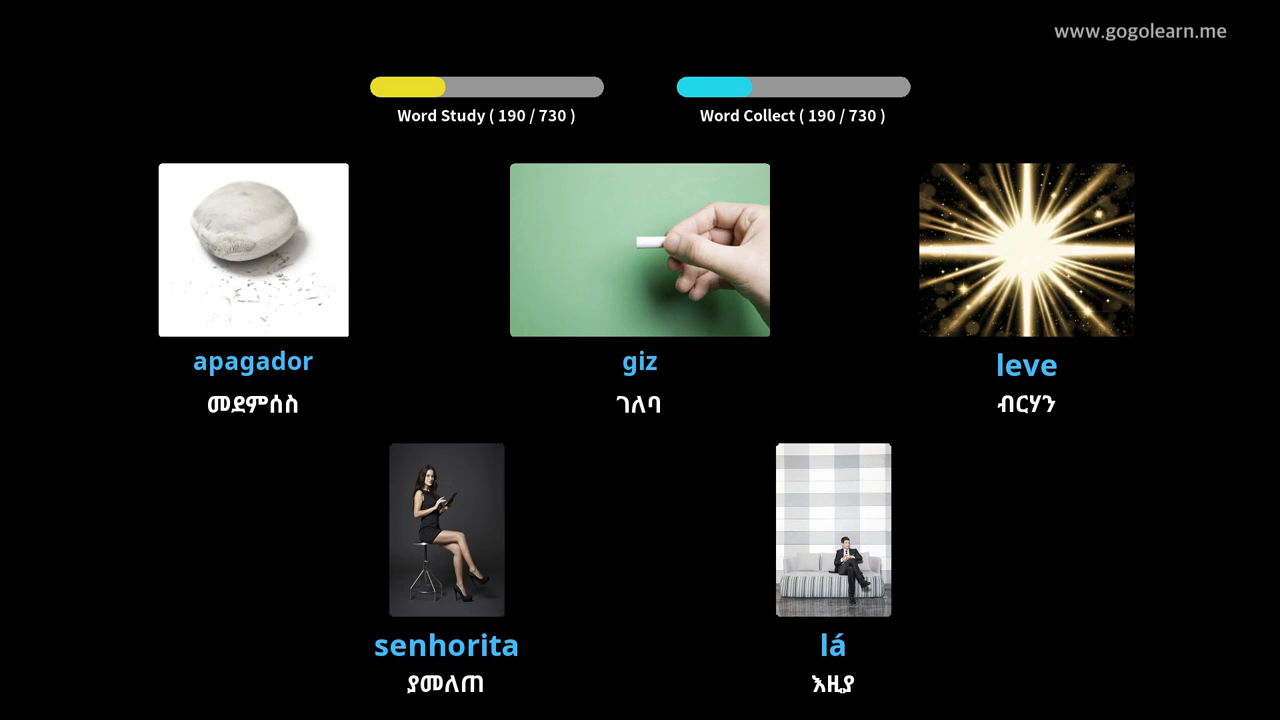 www.gogolearn.me
Word Study ( 190 / 730 )
Word Collect ( 190 / 730 )
apagador
giz
leve
መደምሰስ
ገለባ
ብርሃን
senhorita
lá
ያመለጠ
እዚያ